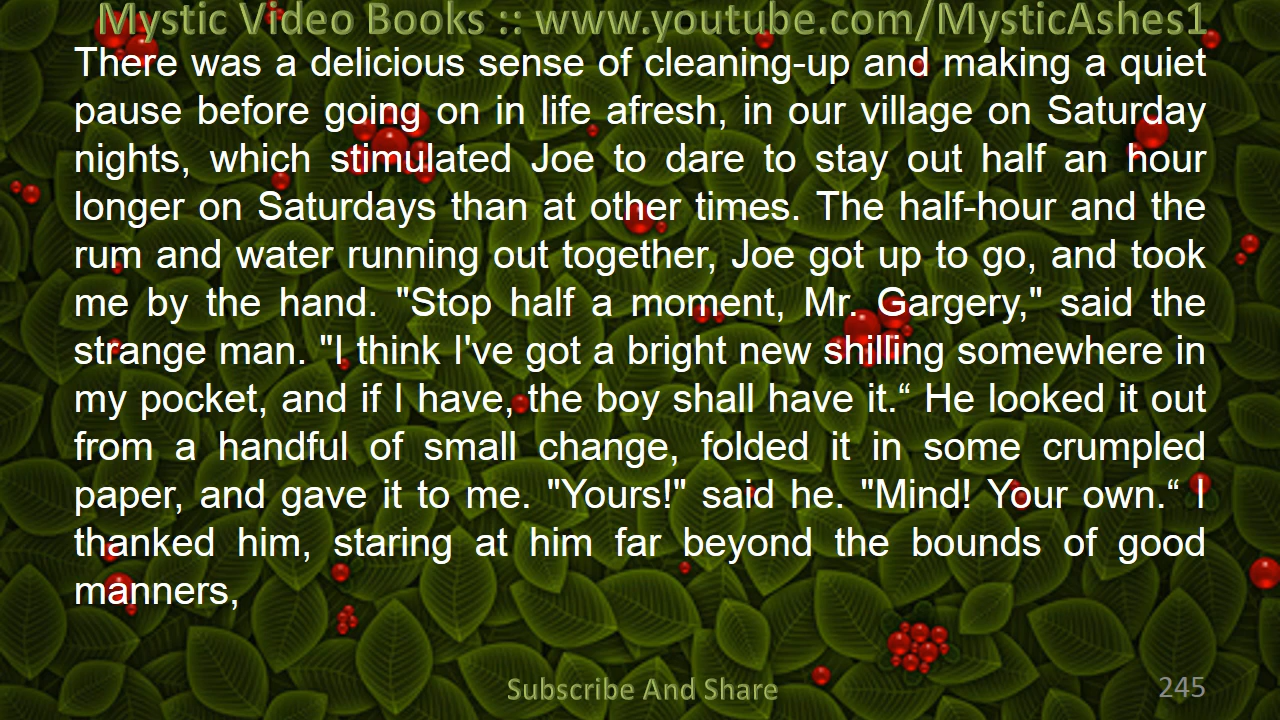 Mystic Video Books :: www.youtube.com/MysticAshes1
There was a delicious sense of cleaning-up and making a quiet
pause before going on in life afresh, in our village on Saturday
nights, which stimulated Joe to dare to stay out half an hour
longer on Saturdays than at other times. The half-hour and the
rum and water running out together, Joe got up to go, and took
me by the hand. "Stop half a moment, Mr. Gargery," said the
strange man. "I think I've got a bright new shilling somewhere in
my pocket, and if I have, the boy shall have it.“ He looked it out
from a handful of small change, folded it in some crumpled
paper, and gave it to me. "Yours!" said he. "Mind! Your own.“ I
thanked him, staring at him far beyond the bounds of good
manners,
Subscribe And Share
245